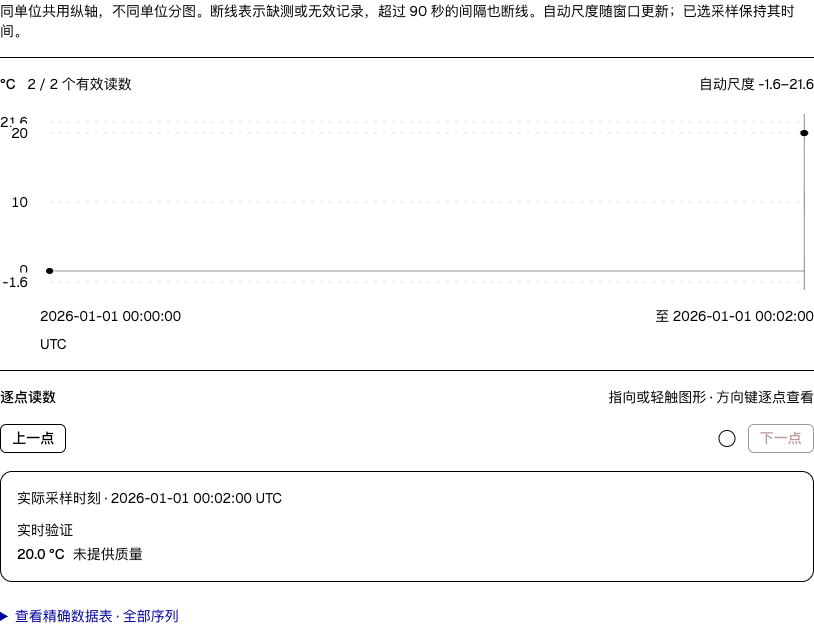 同单位共用纵轴，不同单位分图。断线表示缺测或无效记录，超过 90 秒的间隔也断线。自动尺度随窗口更新；已选采样保持其时
间。
°C 2 / 2 个有效读数 自动尺度 -1.6–21.6
21.6
20
10
0
-1.6
2026-01-01 00:00:00 至 2026-01-01 00:02:00
UTC
逐点读数 指向或轻触图形 · 方向键逐点查看
上一点 下一点
实际采样时刻 · 2026-01-01 00:02:00 UTC
实时验证
20.0 °C 未提供质量
查看精确数据表 · 全部序列